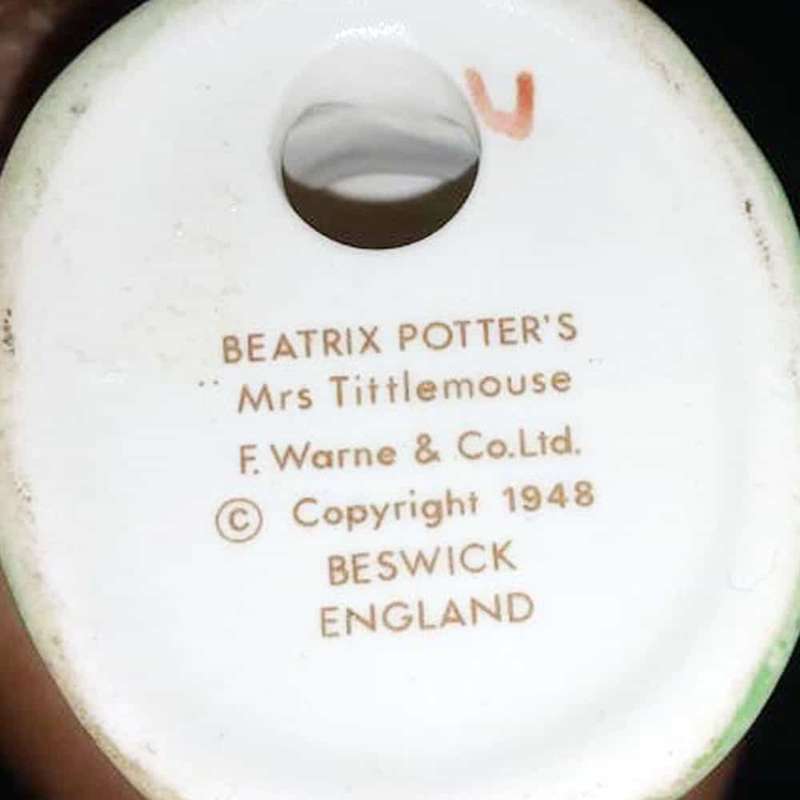 U
BEATRIX POTTER'S
Mrs Tittlemouse
F. Warne & Co.Ltd.
© Copyright 1948
BESWICK
ENGLAND